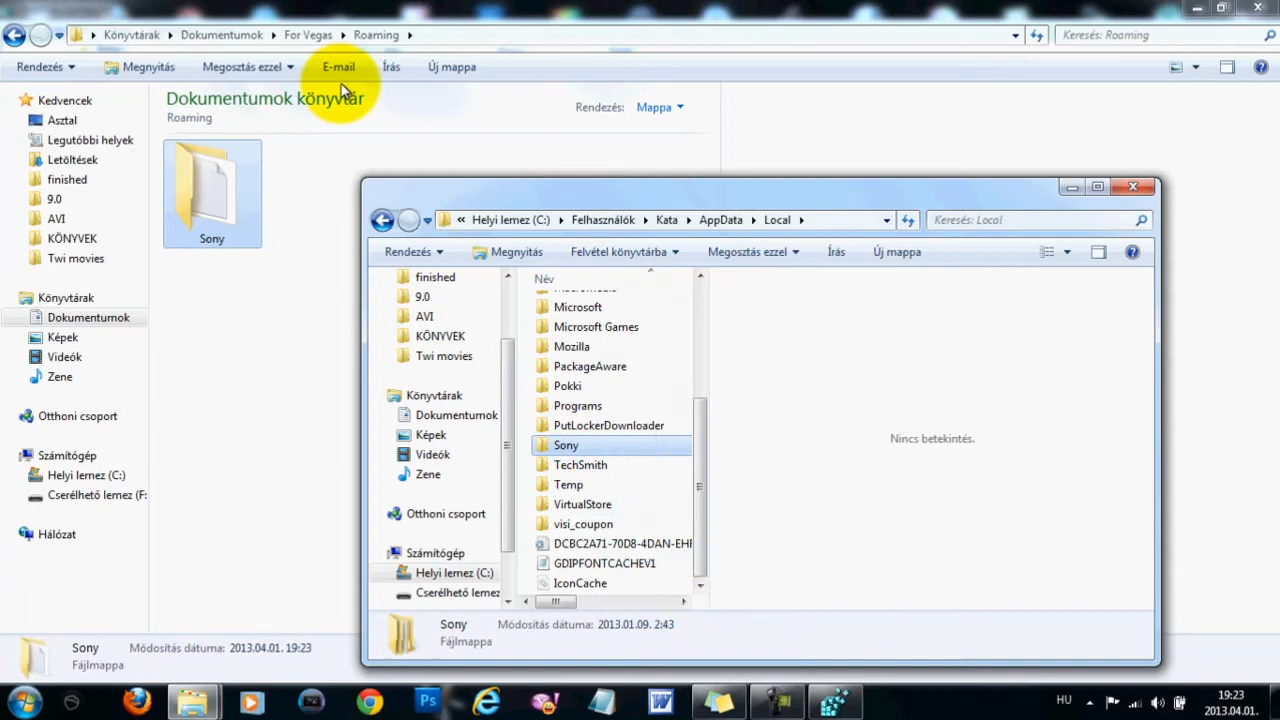 Könyvtárak ▸ Dokumentumok ▸ For Vegas ▸ Roaming ▸
Keresés: Roaming
Rendezés Megnyitás Megosztás ezzel E-mail Írás Új mappa
Kedvencek
Asztal
Legutóbbi helyek
Letöltések
finished
9.0
AVI
KÖNYVEK
Twi movies
Könyvtárak
Dokumentumok
Képek
Videók
Zene
Otthoni csoport
Számítógép
Helyi lemez (C:)
Cserélhető lemez (F:
Hálózat
Dokumentumok könyvtár
Roaming
Rendezés: Mappa
Sony
« Helyi lemez (C:) ▸ Felhasználók ▸ Kata ▸ AppData ▸ Local ▸
Keresés: Local
Rendezés Megnyitás Felvétel könyvtárba Megosztás ezzel Írás Új mappa
finished
9.0
AVI
KÖNYVEK
Twi movies
Könyvtárak
Dokumentumok
Képek
Videók
Zene
Otthoni csoport
Számítógép
Helyi lemez (C:)
Cserélhető lemez
Név
Microsoft
Microsoft Games
Mozilla
PackageAware
Pokki
Programs
PutLockerDownloader
Sony
TechSmith
Temp
VirtualStore
visi_coupon
DCBC2A71-70D8-4DAN-EHF
GDIPFONTCACHEV1
IconCache
Nincs betekintés.
Sony Módosítás dátuma: 2013.01.09. 2:43
Fájlmappa
Sony Módosítás dátuma: 2013.04.01. 19:23
Fájlmappa
HU
19:23
2013.04.01.